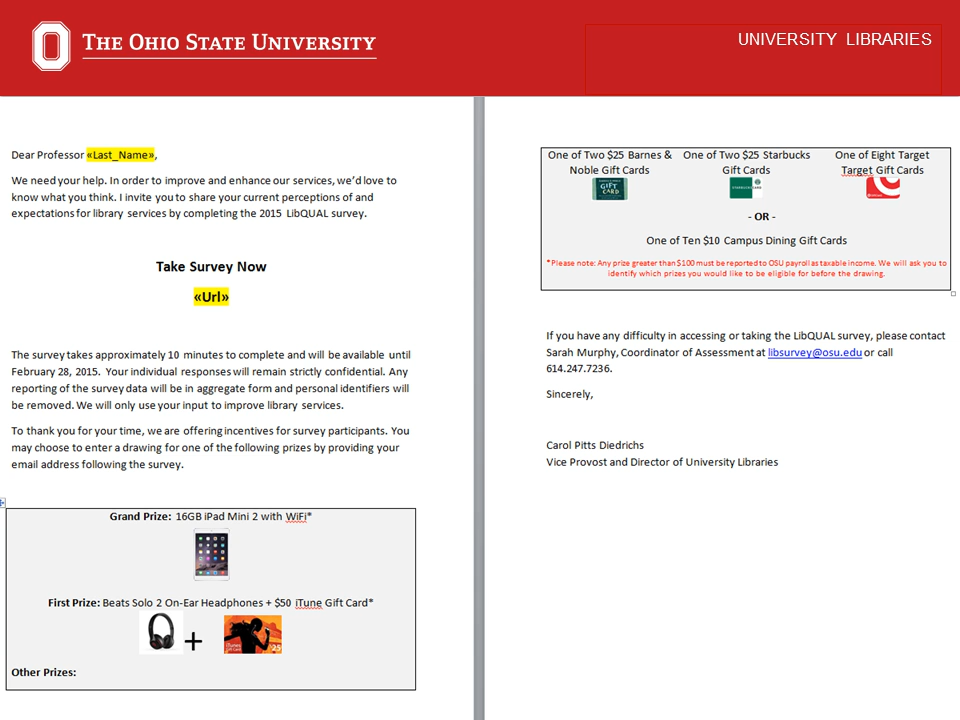 THE OHIO STATE UNIVERSITY
UNIVERSITY LIBRARIES
Dear Professor «Last_Name»,
We need your help. In order to improve and enhance our services, we'd love to
know what you think. I invite you to share your current perceptions of and
expectations for library services by completing the 2015 LibQUAL survey.
Take Survey Now
«Url»
The survey takes approximately 10 minutes to complete and will be available until
February 28, 2015. Your individual responses will remain strictly confidential. Any
reporting of the survey data will be in aggregate form and personal identifiers will
be removed. We will only use your input to improve library services.
To thank you for your time, we are offering incentives for survey participants. You
may choose to enter a drawing for one of the following prizes by providing your
email address following the survey.
Grand Prize: 16GB iPad Mini 2 with WiFi*
First Prize: Beats Solo 2 On-Ear Headphones + $50 iTune Gift Card*
+
$25
Other Prizes:
One of Two $25 Barnes & Noble Gift Cards
One of Two $25 Starbucks Gift Cards
One of Eight Target Target Gift Cards
GIFT CARD
- OR -
One of Ten $10 Campus Dining Gift Cards
*Please note: Any prize greater than $100 must be reported to OSU payroll as taxable income. We will ask you to
identify which prizes you would like to be eligible for before the drawing.
If you have any difficulty in accessing or taking the LibQUAL survey, please contact
Sarah Murphy, Coordinator of Assessment at libsurvey@osu.edu or call
614.247.7236.
Sincerely,
Carol Pitts Diedrichs
Vice Provost and Director of University Libraries